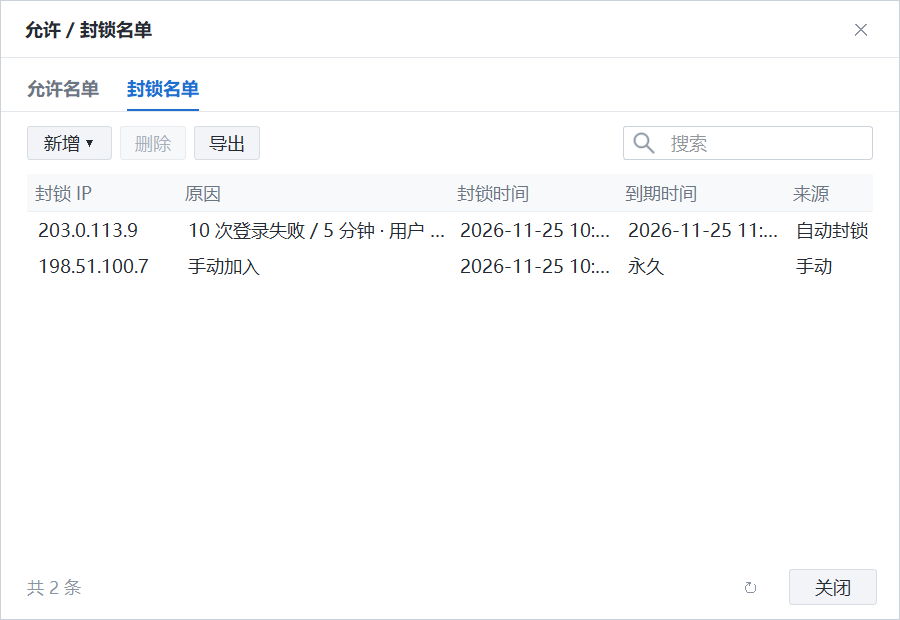 允许 / 封锁名单
允许名单 封锁名单
新增 ▾ 删除 导出 搜索
封锁 IP 原因 封锁时间 到期时间 来源
203.0.113.9 10 次登录失败 / 5 分钟 · 用户 ... 2026-11-25 10:... 2026-11-25 11:... 自动封锁
198.51.100.7 手动加入 2026-11-25 10:... 永久 手动
共 2 条 关闭